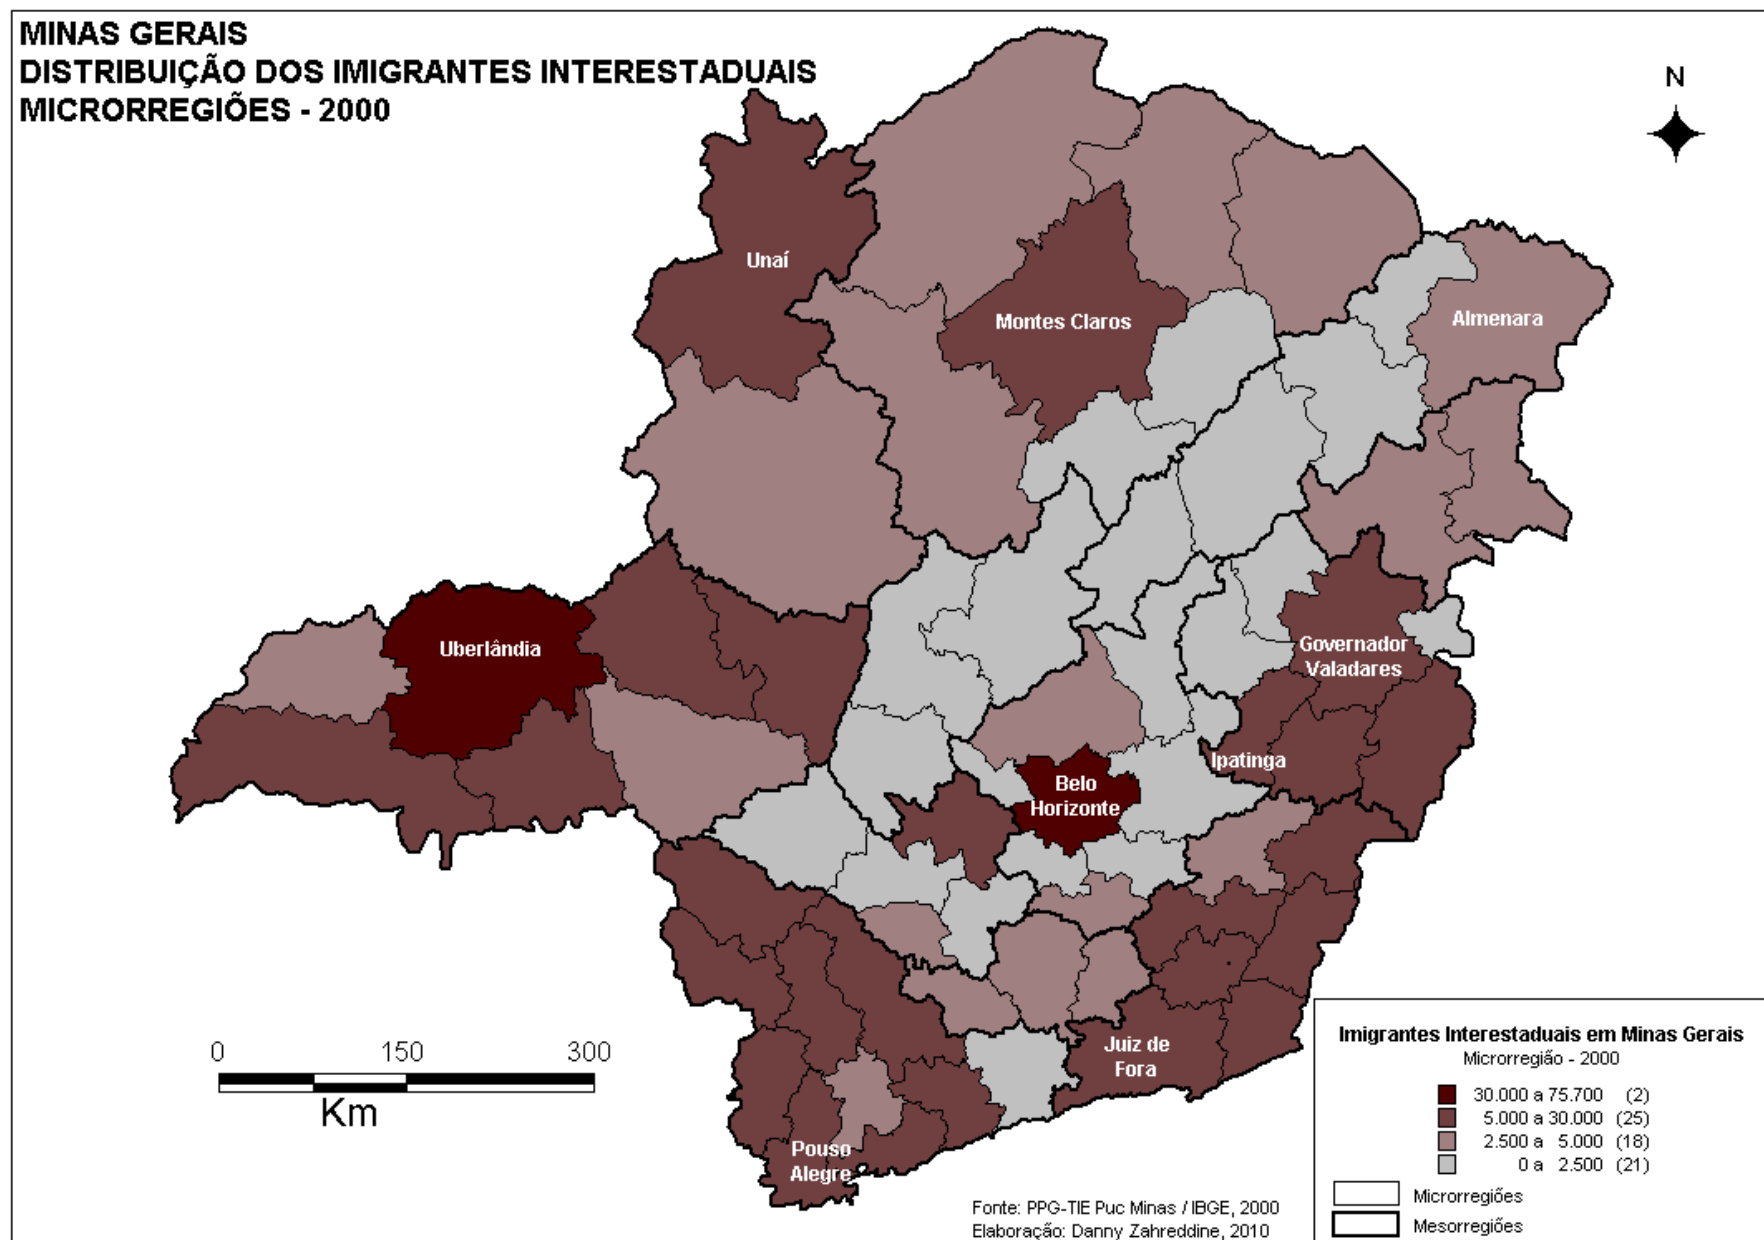 MINAS GERAIS
DISTRIBUIÇÃO DOS IMIGRANTES INTERESTADUAIS
MICRORREGIÕES - 2000
N
Unaí
Montes Claros
Almenara
Uberlândia
Governador
Valadares
Ipatinga
Belo
Horizonte
Juiz de
Fora
Pouso
Alegre
0 150 300
Km
Imigrantes Interestaduais em Minas Gerais
Microrregião - 2000
30.000 a 75.700 (2)
5.000 a 30.000 (25)
2.500 a 5.000 (18)
0 a 2.500 (21)
Microrregiões
Mesorregiões
Fonte: PPG-TIE Puc Minas / IBGE, 2000
Elaboração: Danny Zahreddine, 2010